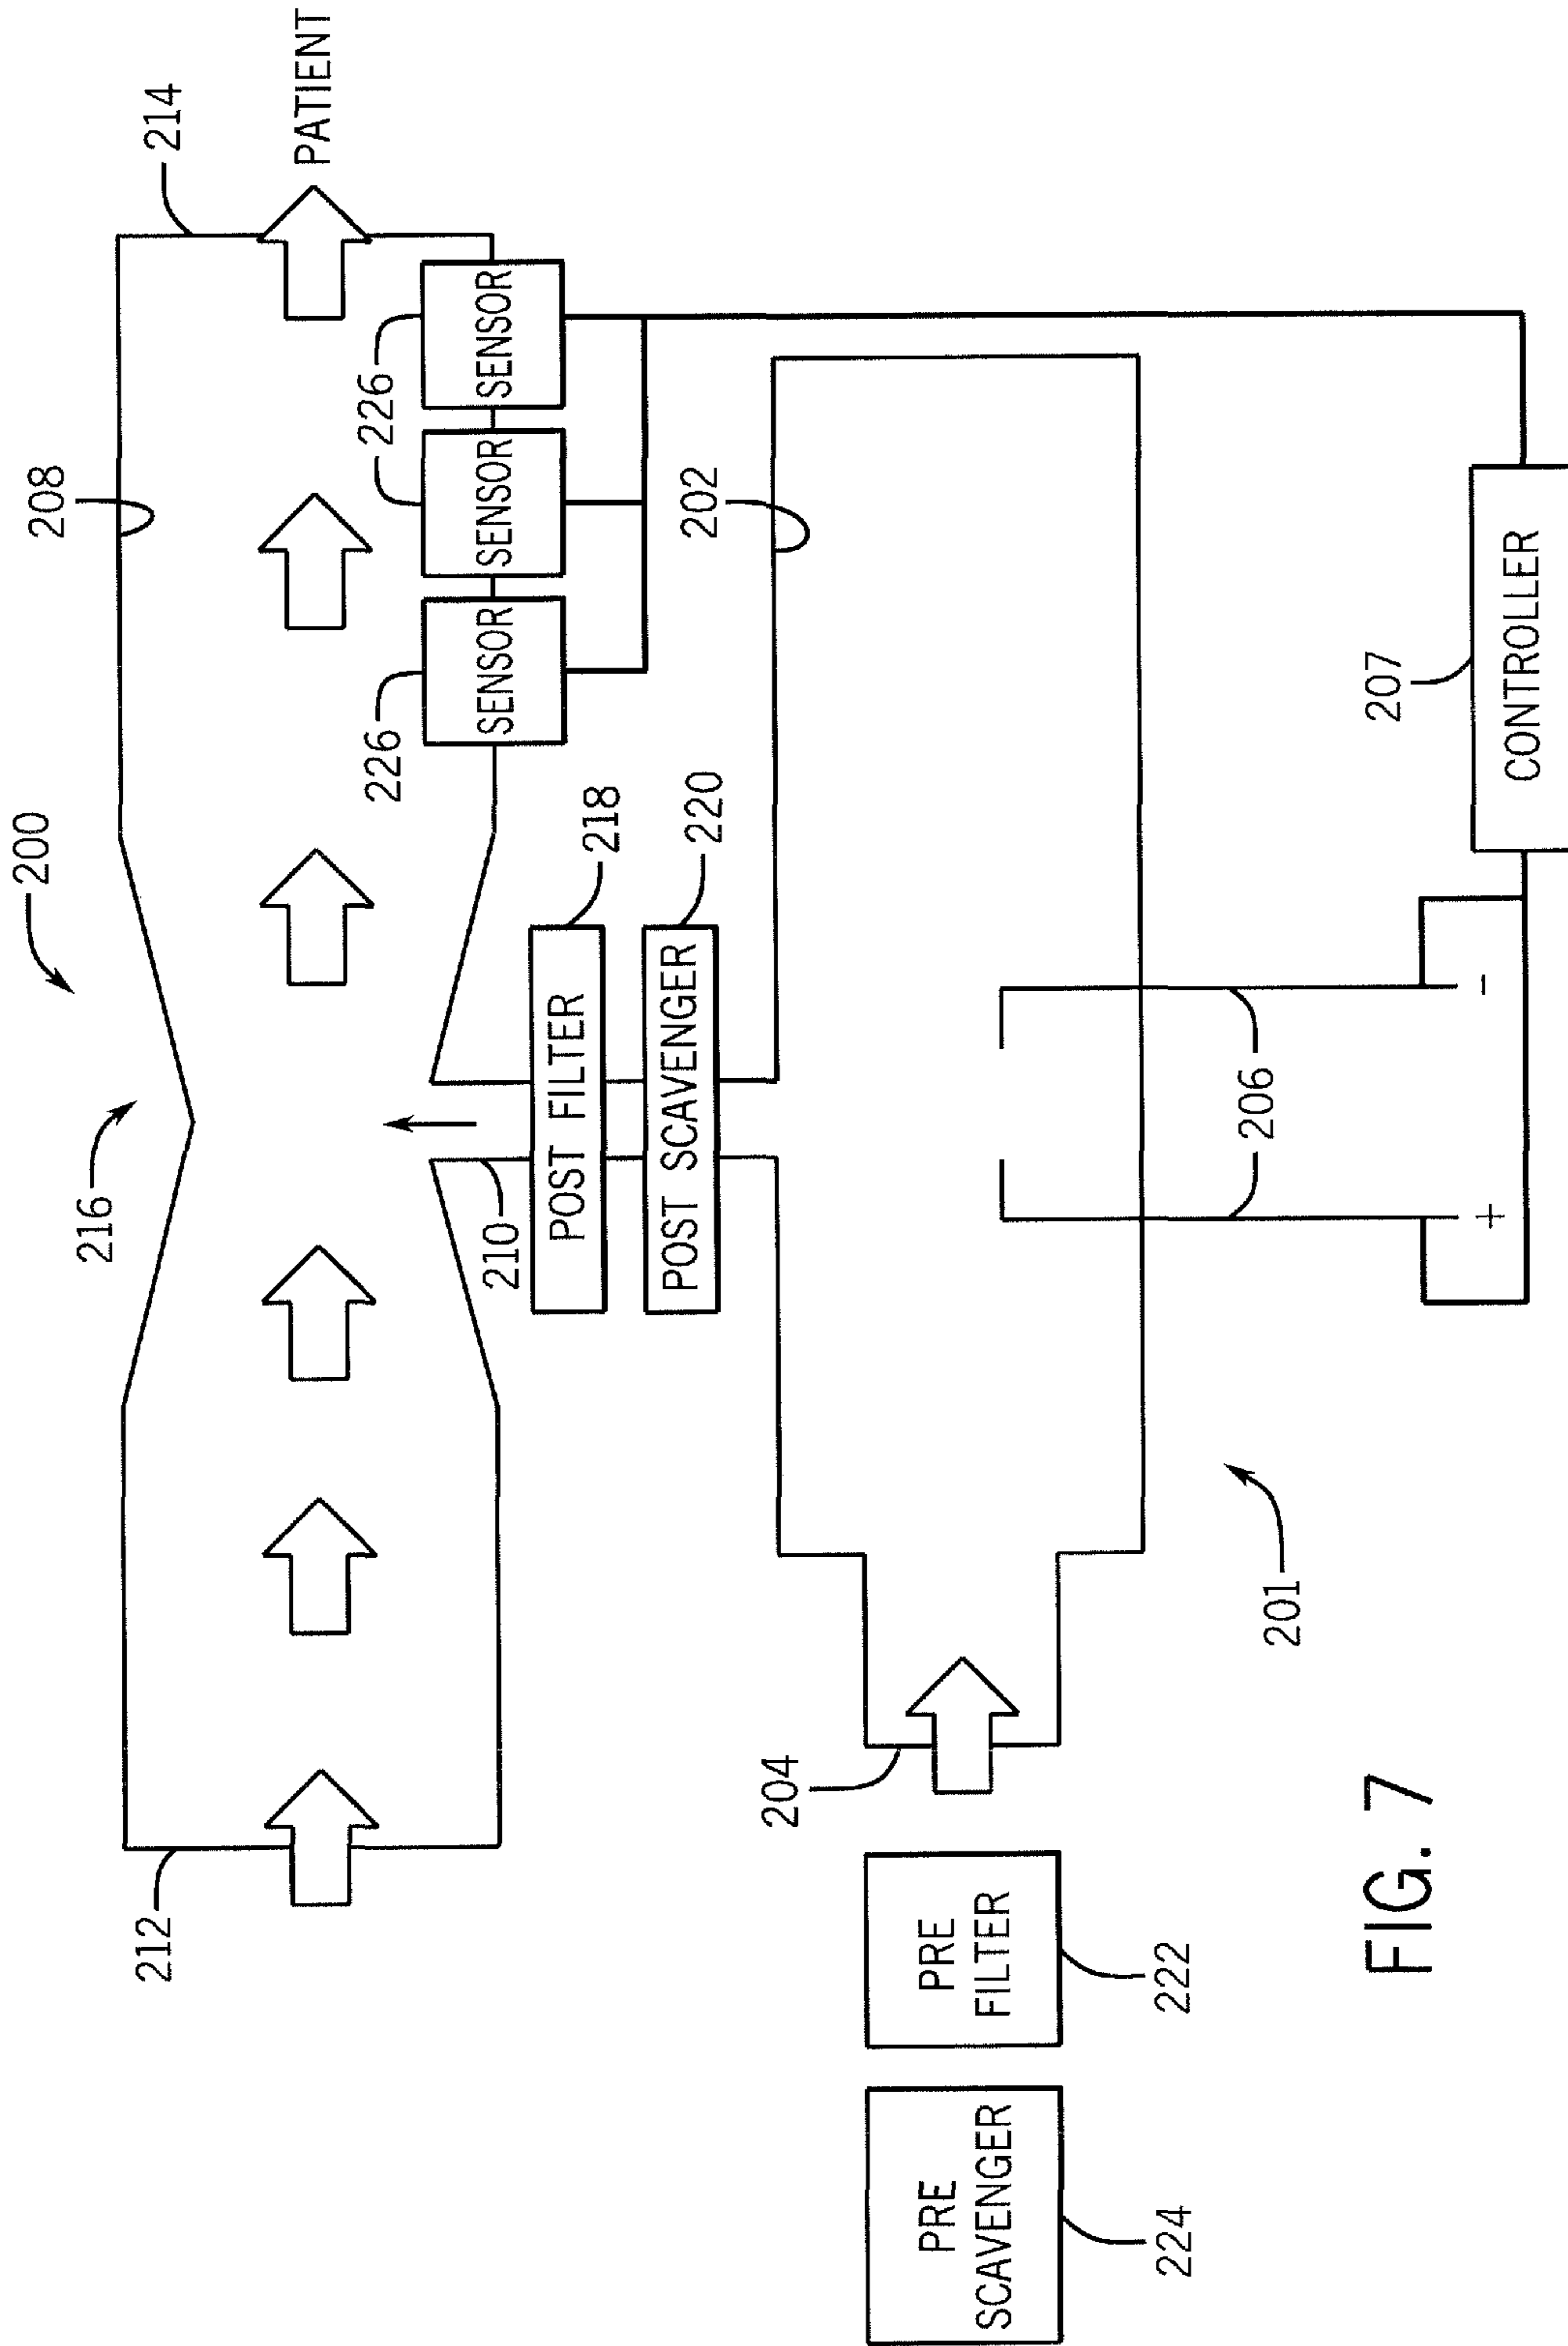 200
216
208
214
212
PATIENT
226
226
SENSOR
SENSOR
SENSOR
210
POST FILTER
218
POST SCAVENGER
220
202
204
PRE
SCAVENGER
224
PRE
FILTER
222
201
206
+
-
207
CONTROLLER
FIG. 7